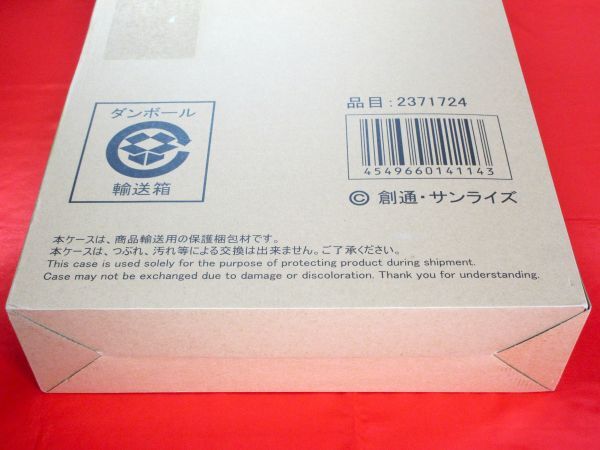 ダンボール
輸送箱
品目:2371724
4549660141143
© 創通・サンライズ
本ケースは、商品輸送用の保護梱包材です。
本ケースは、つぶれ、汚れ等による交換は出来ません。ご了承ください。
This case is used solely for the purpose of protecting product during shipment.
Case may not be exchanged due to damage or discoloration. Thank you for understanding.